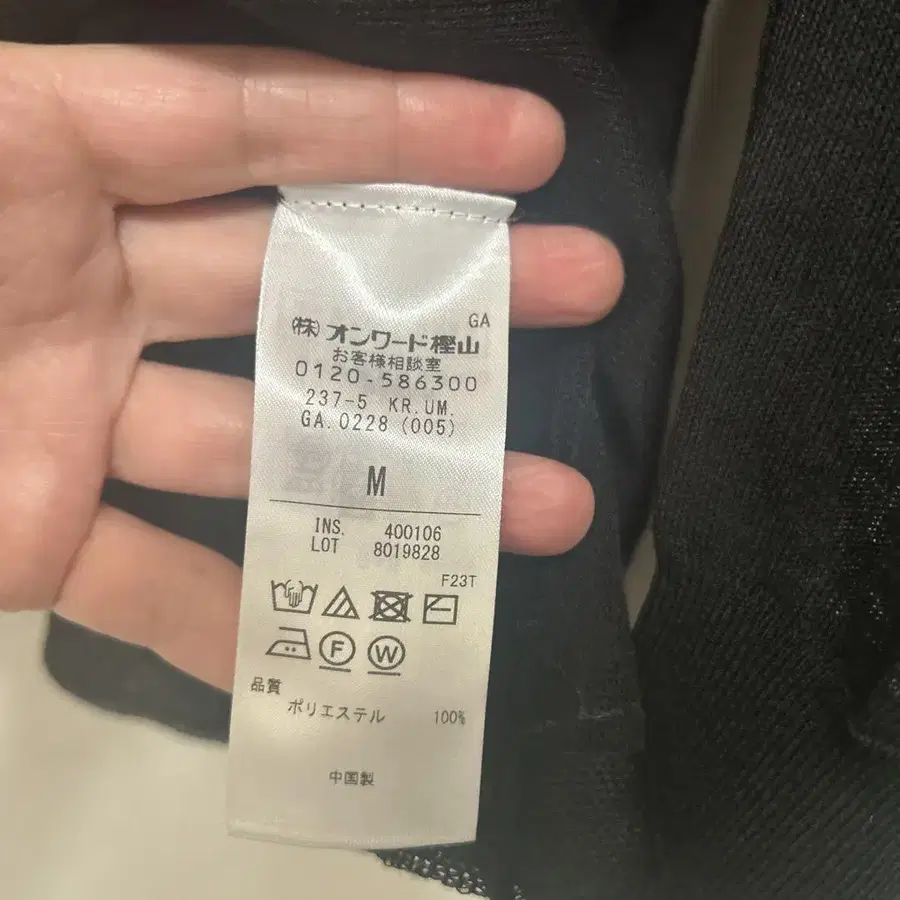 GA
(株)オンワード樫山
お客様相談室
0120-586300
237-5 KR.UM.
GA.0228 (005)
M
INS. 400106
LOT 8019828
F23T
F W
品質
ポリエステル 100%
中国製